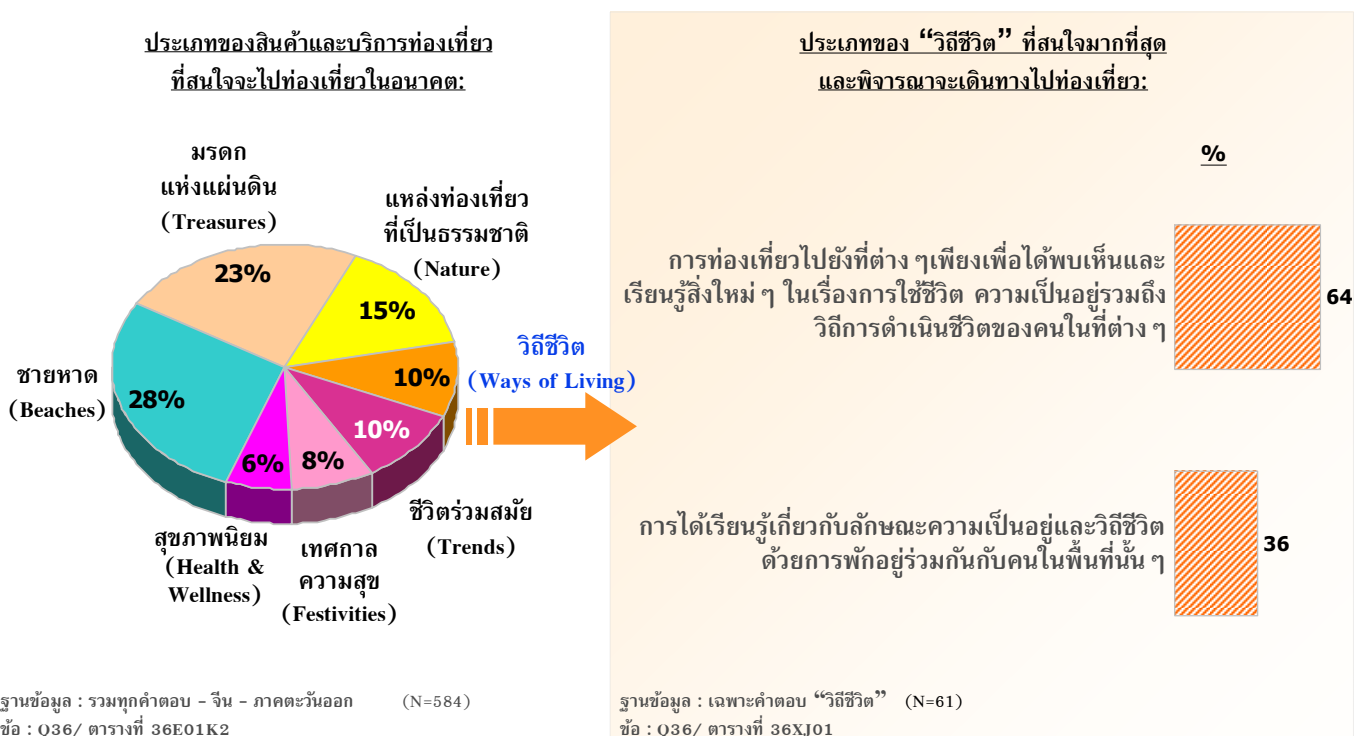 ประเภทของสินค้าและบริการท่องเที่ยว
ที่สนใจจะไปท่องเที่ยวในอนาคต:
มรดก
แห่งแผ่นดิน
(Treasures)
23%
แหล่งท่องเที่ยว
ที่เป็นธรรมชาติ
(Nature)
15%
วิถีชีวิต
(Ways of Living)
10%
ชายหาด
(Beaches)
28%
10%
ชีวิตร่วมสมัย
(Trends)
6%
สุขภาพนิยม
(Health &
Wellness)
8%
เทศกาล
ความสุข
(Festivities)
ฐานข้อมูล : รวมทุกคำตอบ - จีน - ภาคตะวันออก (N=584)
ข้อ : Q36/ ตารางที่ 36E01K2
ประเภทของ “วิถีชีวิต” ที่สนใจมากที่สุด
และพิจารณาจะเดินทางไปท่องเที่ยว:
%
การท่องเที่ยวไปยังที่ต่าง ๆเพียงเพื่อได้พบเห็นและ
เรียนรู้สิ่งใหม่ ๆ ในเรื่องการใช้ชีวิต ความเป็นอยู่รวมถึง
วิถีการดำเนินชีวิตของคนในที่ต่าง ๆ
64
การได้เรียนรู้เกี่ยวกับลักษณะความเป็นอยู่และวิถีชีวิต
ด้วยการพักอยู่ร่วมกันกับคนในพื้นที่นั้น ๆ
36
ฐานข้อมูล : เฉพาะคำตอบ “วิถีชีวิต” (N=61)
ข้อ : Q36/ ตารางที่ 36XJ01